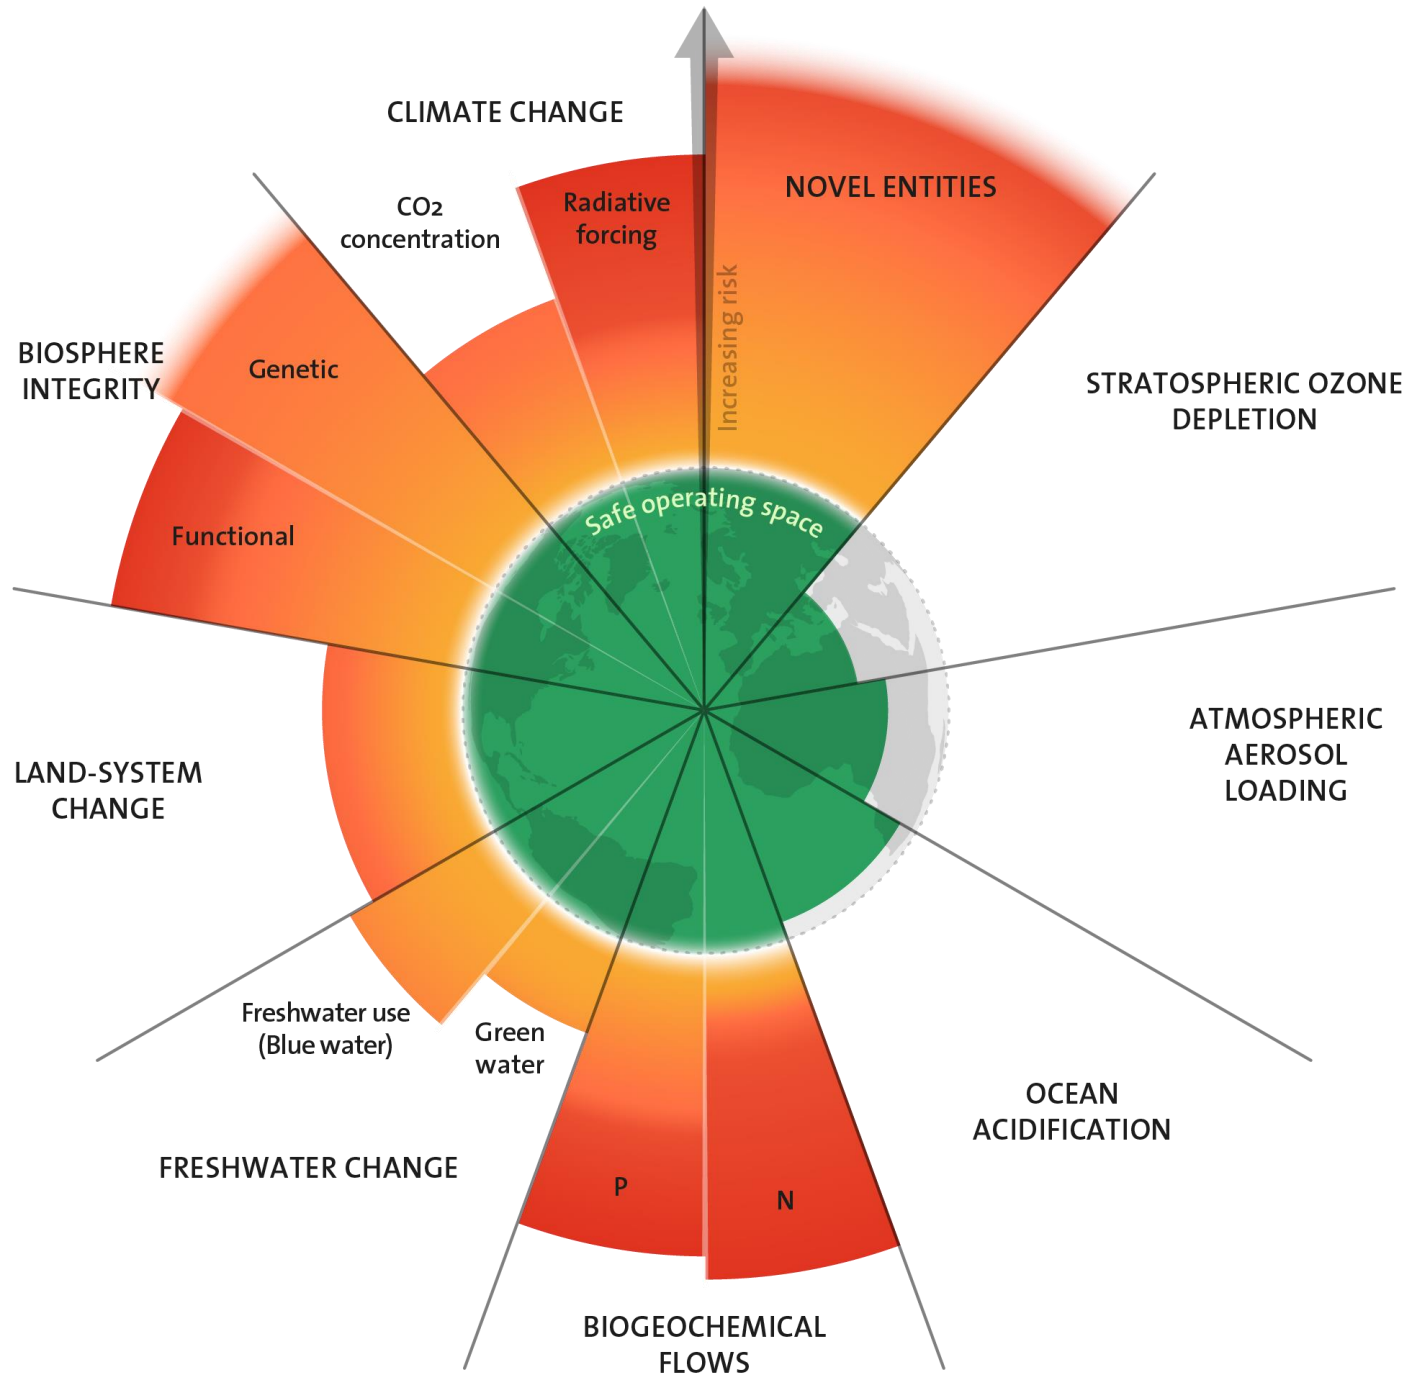 CLIMATE CHANGE
CO2
concentration
Radiative
forcing
NOVEL ENTITIES
Increasing risk
BIOSPHERE
INTEGRITY
Genetic
Functional
STRATOSPHERIC OZONE
DEPLETION
Safe operating space
ATMOSPHERIC
AEROSOL
LOADING
LAND-SYSTEM
CHANGE
Freshwater use
(Blue water)
Green
water
OCEAN
ACIDIFICATION
FRESHWATER CHANGE
P
N
BIOGEOCHEMICAL
FLOWS